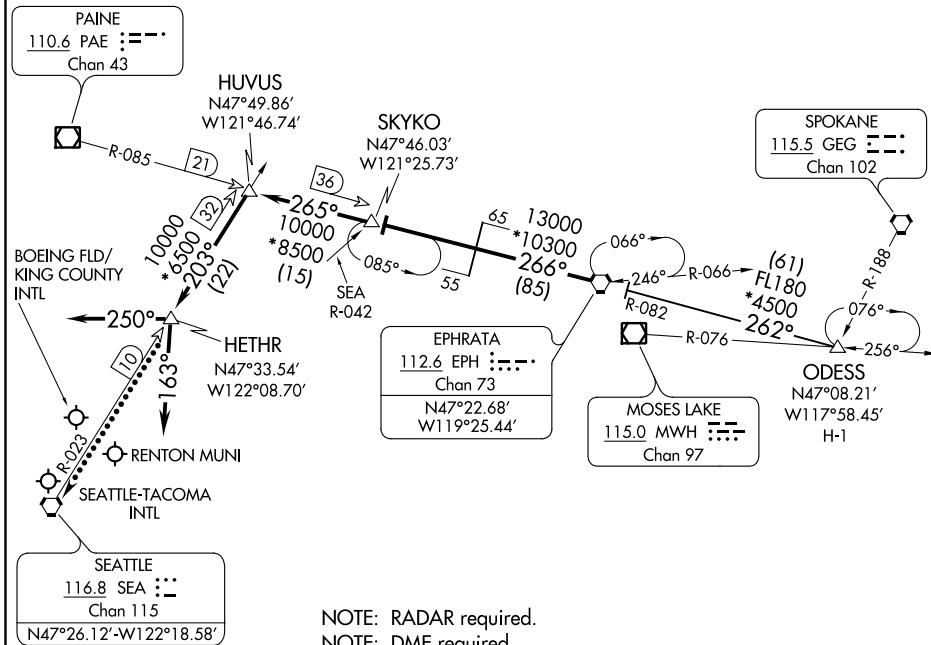 PAINE
110.6 PAE
Chan 43
HUVUS
N47°49.86'
W121°46.74'
SKYKO
N47°46.03'
W121°25.73'
SPOKANE
115.5 GEG
Chan 102
R-085
21
36
265°
10000
*8500
(15)
085°
SEA
R-042
65
55
13000
*10300
266°
(85)
066°
246°
R-066
(61)
FL180
*4500
262°
R-082
R-076
R-188
076°
256°
32
10000
*6500
203°
(22)
BOEING FLD/
KING COUNTY
INTL
250°
HETHR
N47°33.54'
W122°08.70'
163°
10
R-023
RENTON MUNI
SEATTLE-TACOMA
INTL
EPHRATA
112.6 EPH
Chan 73
N47°22.68'
W119°25.44'
MOSES LAKE
115.0 MWH
Chan 97
ODESS
N47°08.21'
W117°58.45'
H-1
SEATTLE
116.8 SEA
Chan 115
N47°26.12'-W122°18.58'
NOTE: RADAR required.
NOTE: DME required.